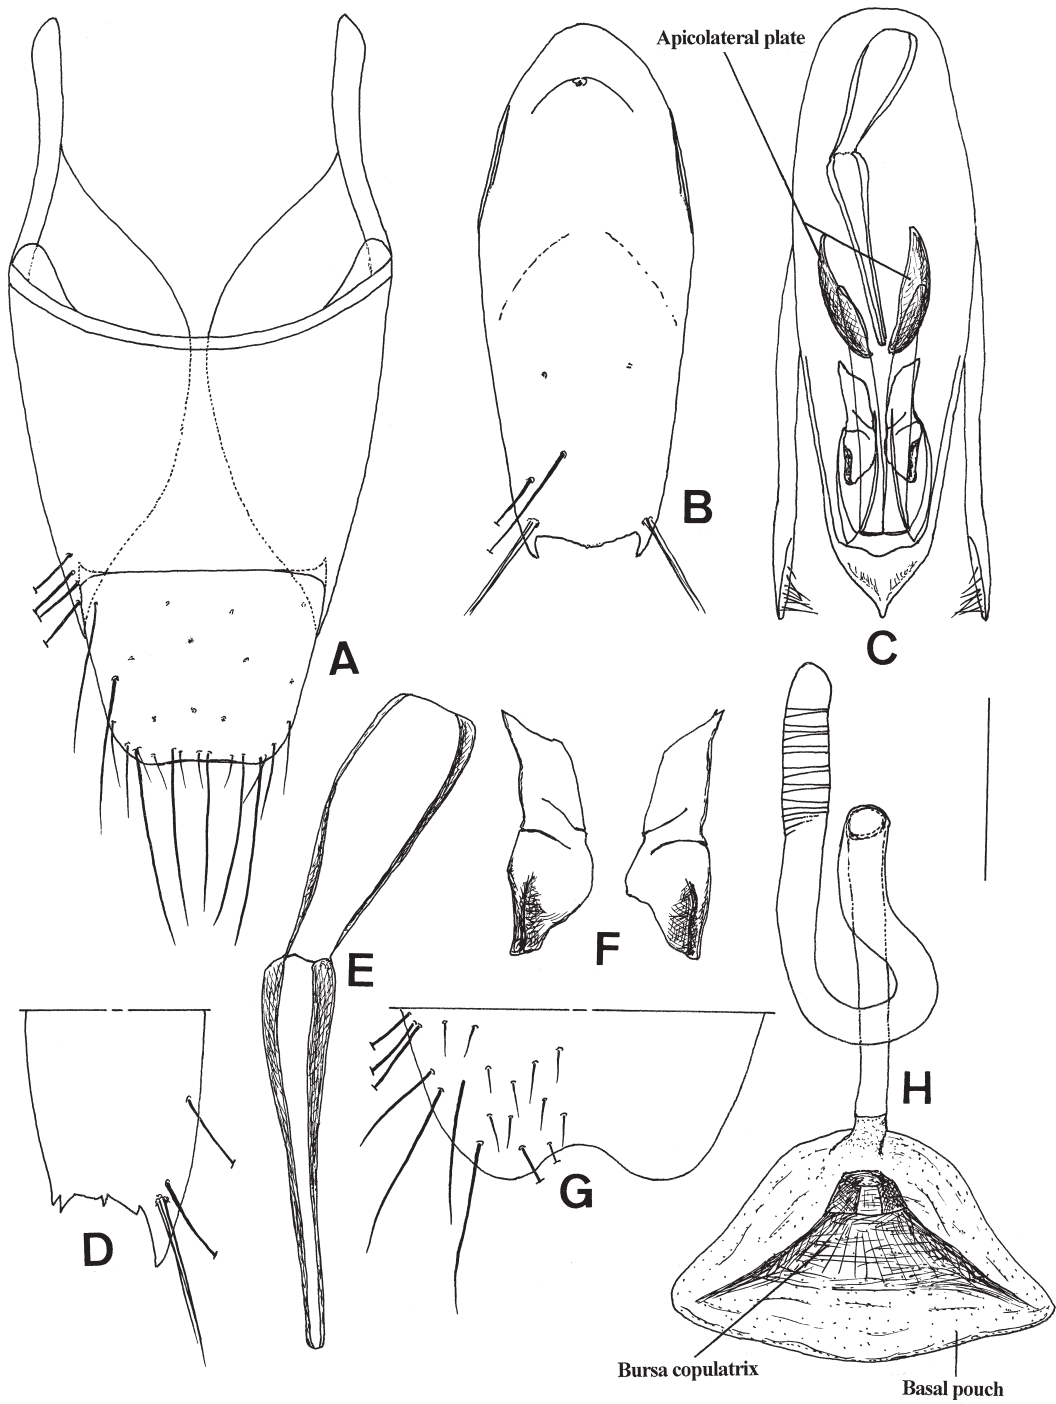 Apicolateral plate
B
C
A
E
F
H
D
G
Bursa copulatrix
Basal pouch